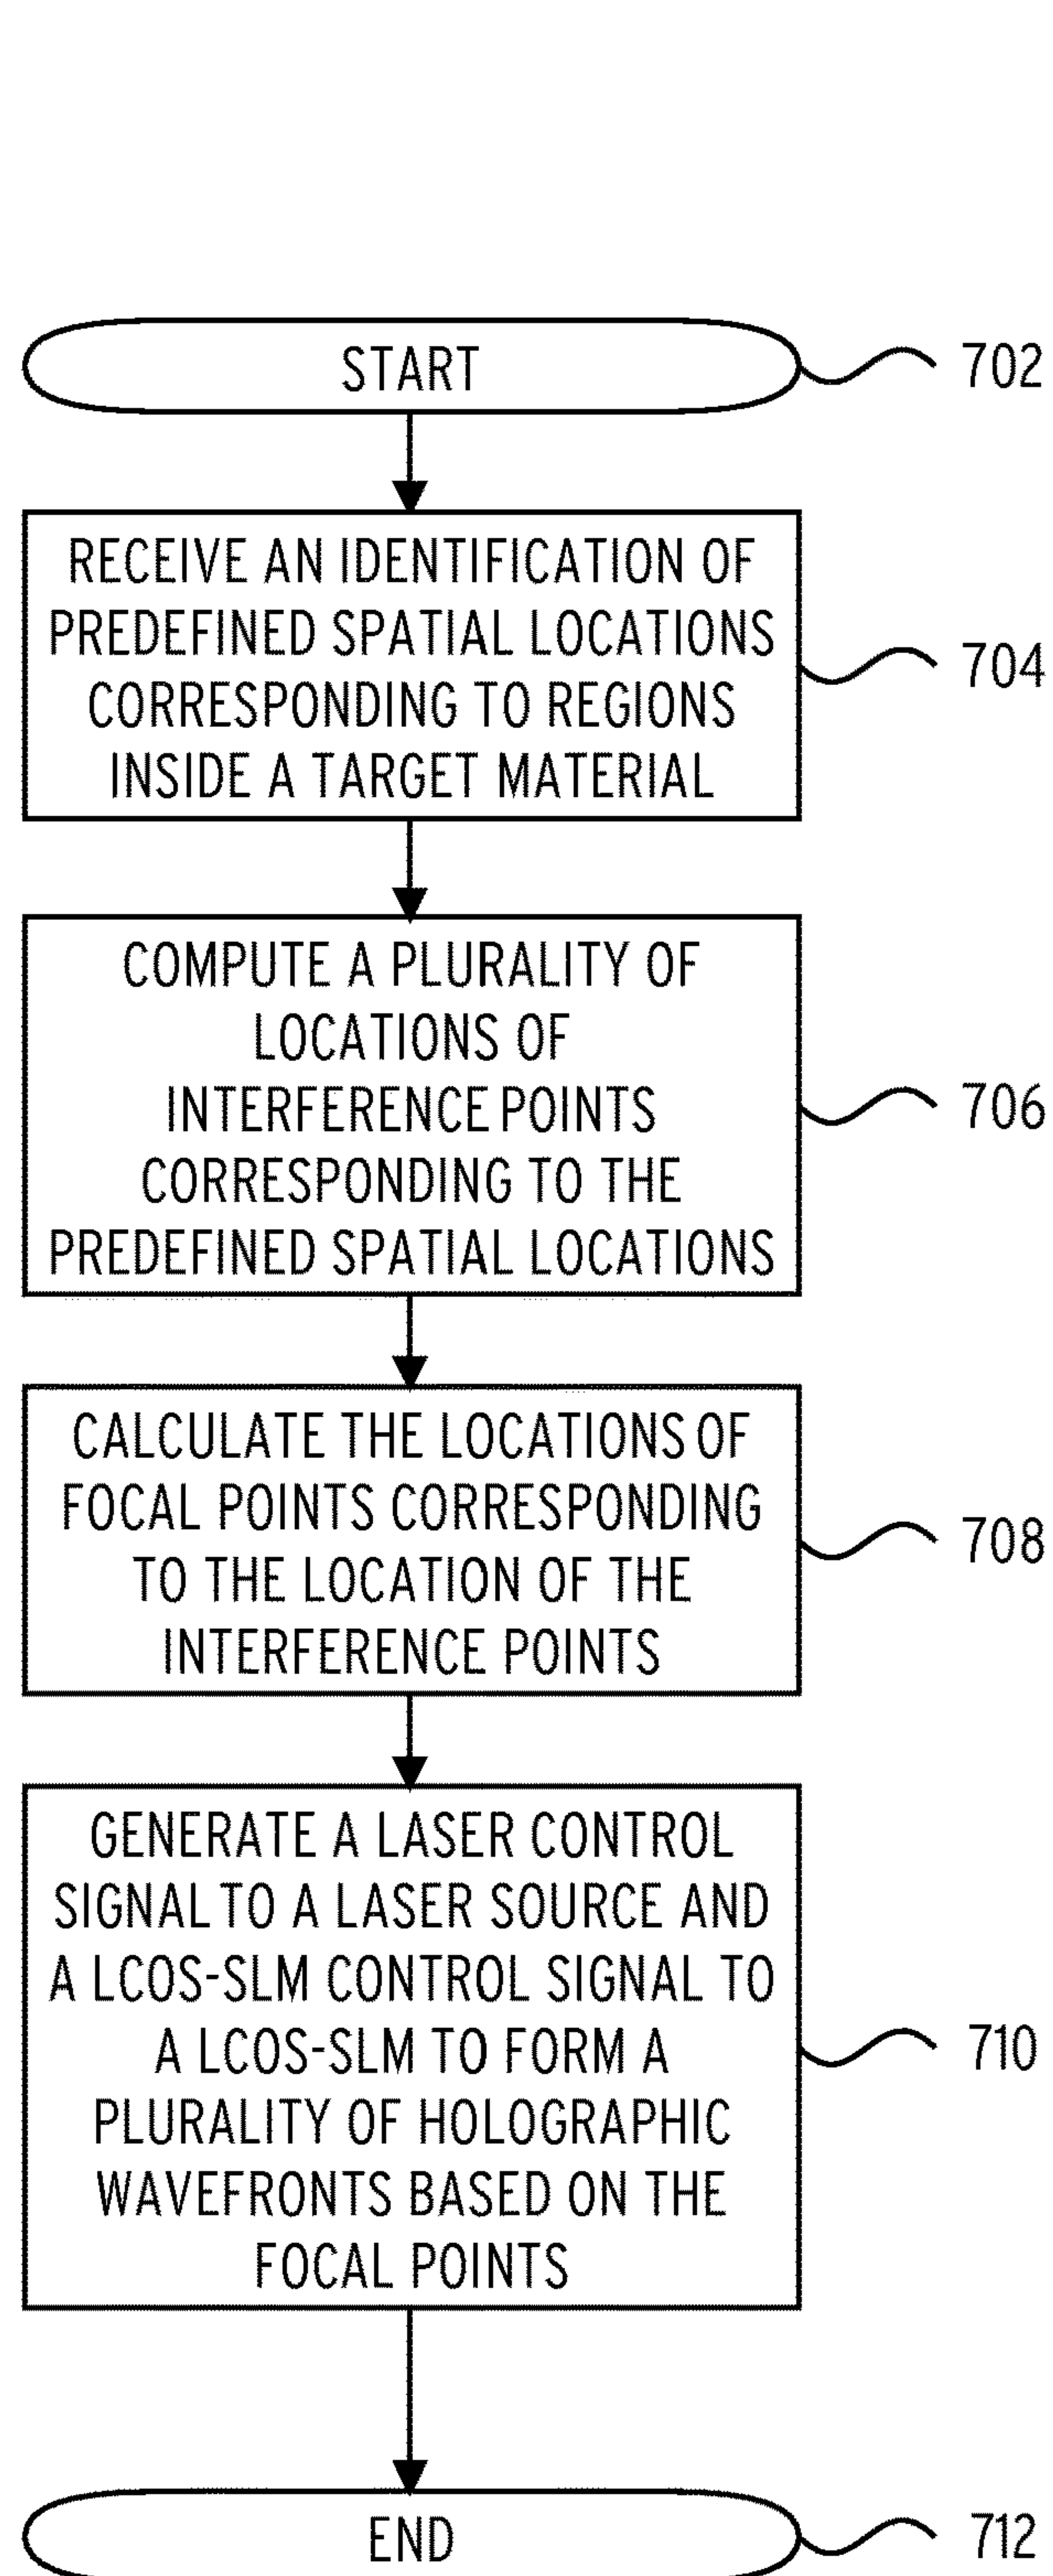 START
702
RECEIVE AN IDENTIFICATION OF
PREDEFINED SPATIAL LOCATIONS
CORRESPONDING TO REGIONS
INSIDE A TARGET MATERIAL
704
COMPUTE A PLURALITY OF
LOCATIONS OF
INTERFERENCE POINTS
CORRESPONDING TO THE
PREDEFINED SPATIAL LOCATIONS
706
CALCULATE THE LOCATIONS OF
FOCAL POINTS CORRESPONDING
TO THE LOCATION OF THE
INTERFERENCE POINTS
708
GENERATE A LASER CONTROL
SIGNAL TO A LASER SOURCE AND
A LCOS-SLM CONTROL SIGNAL TO
A LCOS-SLM TO FORM A
PLURALITY OF HOLOGRAPHIC
WAVEFRONTS BASED ON THE
FOCAL POINTS
710
END
712